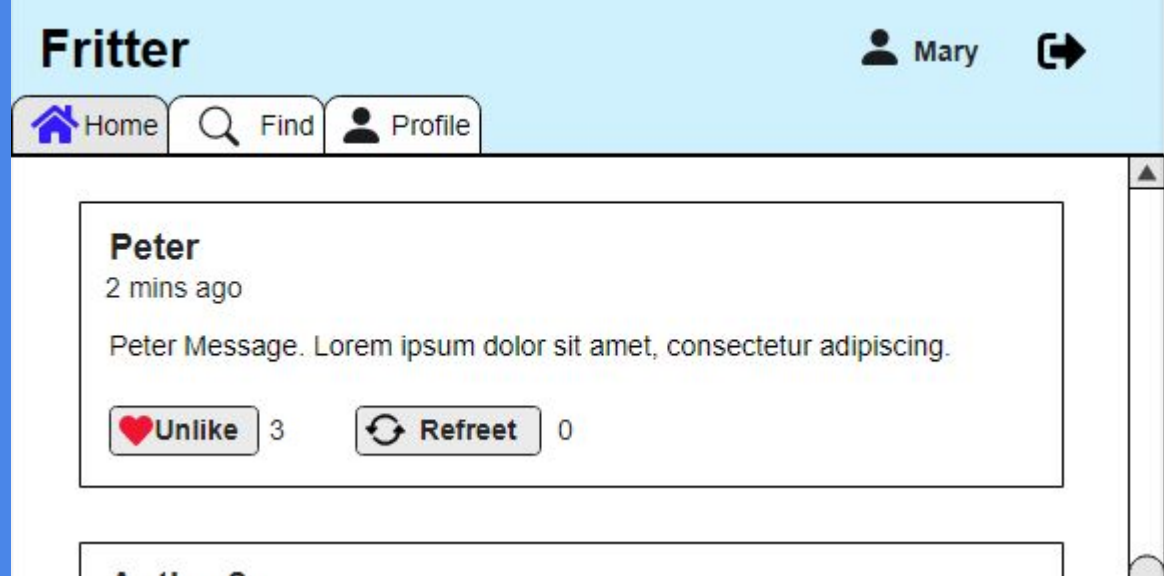 Fritter
Mary
Home Find Profile
Peter
2 mins ago
Peter Message. Lorem ipsum dolor sit amet, consectetur adipiscing.
Unlike 3 Refreet 0